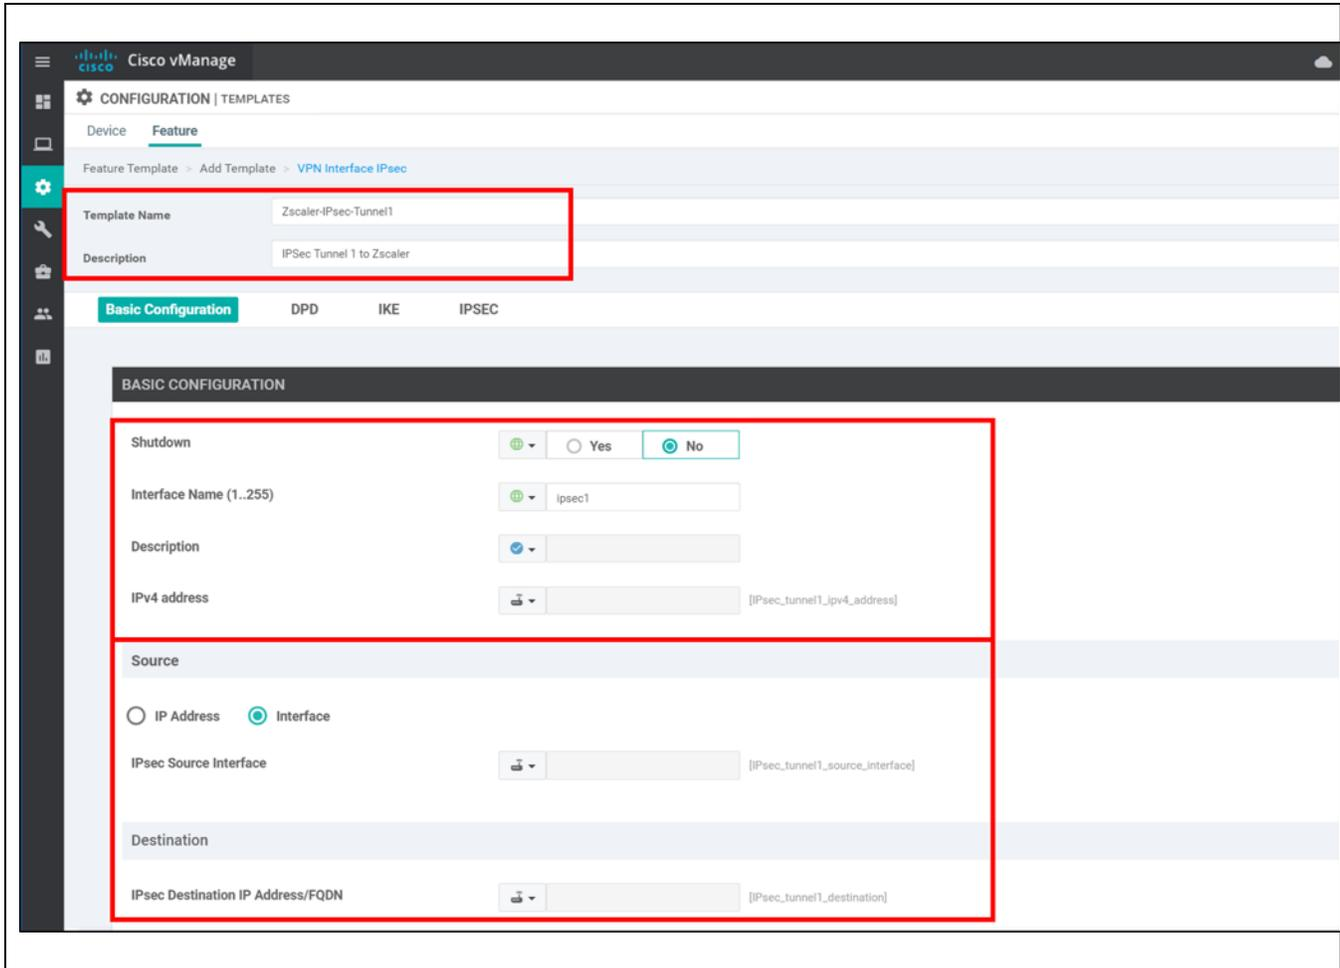 cisco Cisco vManage
CONFIGURATION | TEMPLATES
Device Feature
Feature Template > Add Template > VPN Interface IPsec
Template Name Zscaler-IPsec-Tunnel1
Description IPSec Tunnel 1 to Zscaler
Basic Configuration DPD IKE IPSEC
BASIC CONFIGURATION
Shutdown Yes No
Interface Name (1..255) ipsec1
Description
IPv4 address [IPsec_tunnel1_ipv4_address]
Source
IP Address Interface
IPsec Source Interface [IPsec_tunnel1_source_interface]
Destination
IPsec Destination IP Address/FQDN [IPsec_tunnel1_destination]